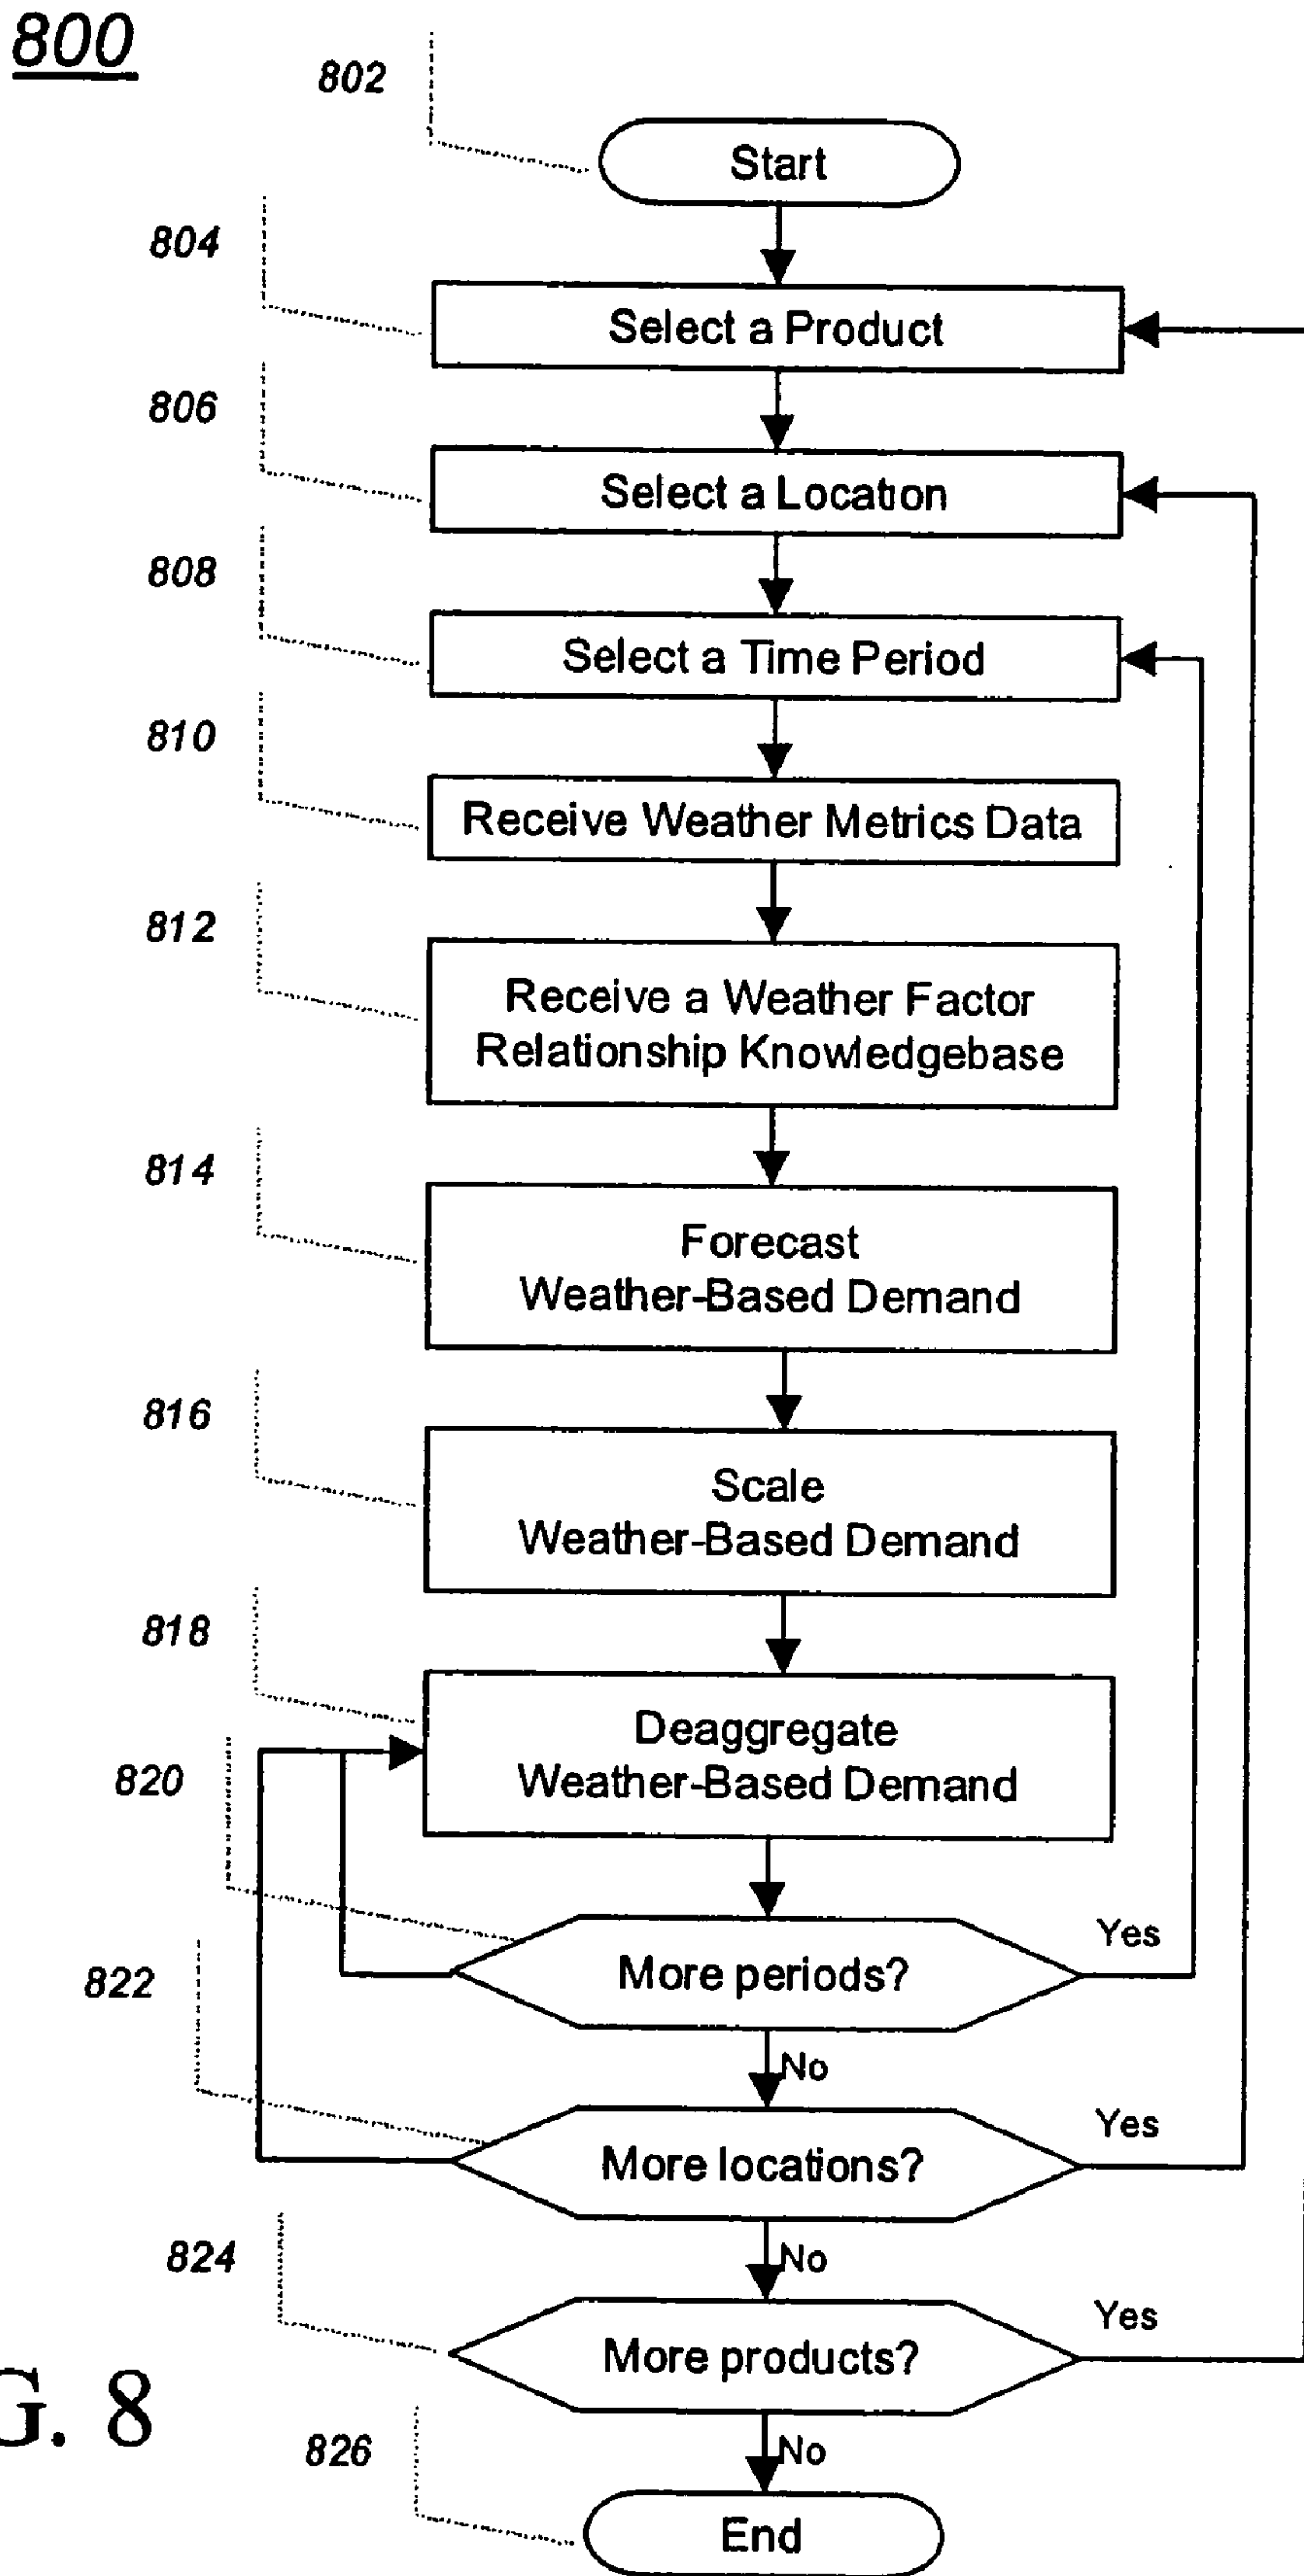 800
802
Start
804
Select a Product
806
Select a Location
808
Select a Time Period
810
Receive Weather Metrics Data
812
Receive a Weather Factor
Relationship Knowledgebase
814
Forecast
Weather-Based Demand
816
Scale
Weather-Based Demand
818
Deaggregate
Weather-Based Demand
820
More periods?
Yes
No
822
More locations?
Yes
No
824
More products?
Yes
No
G. 8
826
End